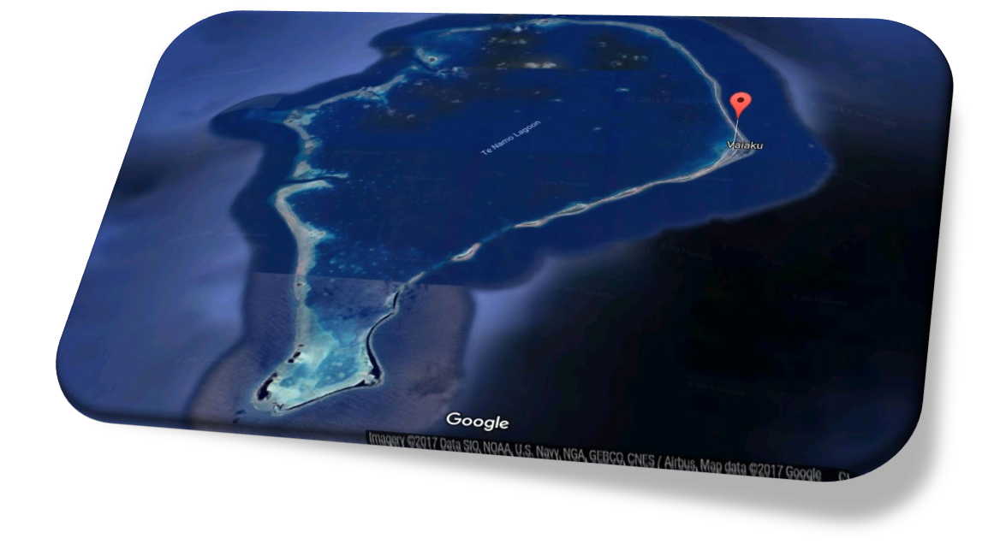 Te Namo Lagoon
Vaiaku
Google
Imagery ©2017 Data SIO, NOAA, U.S. Navy, NGA, GEBCO, CNES / Airbus, Map data ©2017 Google